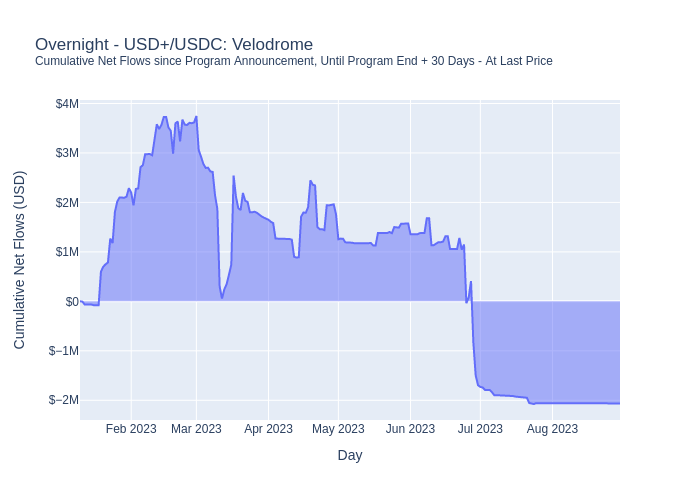 Overnight - USD+/USDC: Velodrome
Cumulative Net Flows since Program Announcement, Until Program End + 30 Days - At Last Price
Cumulative Net Flows (USD)
$4M
$3M
$2M
$1M
$0
$−1M
$−2M
Feb 2023 Mar 2023 Apr 2023 May 2023 Jun 2023 Jul 2023 Aug 2023
Day